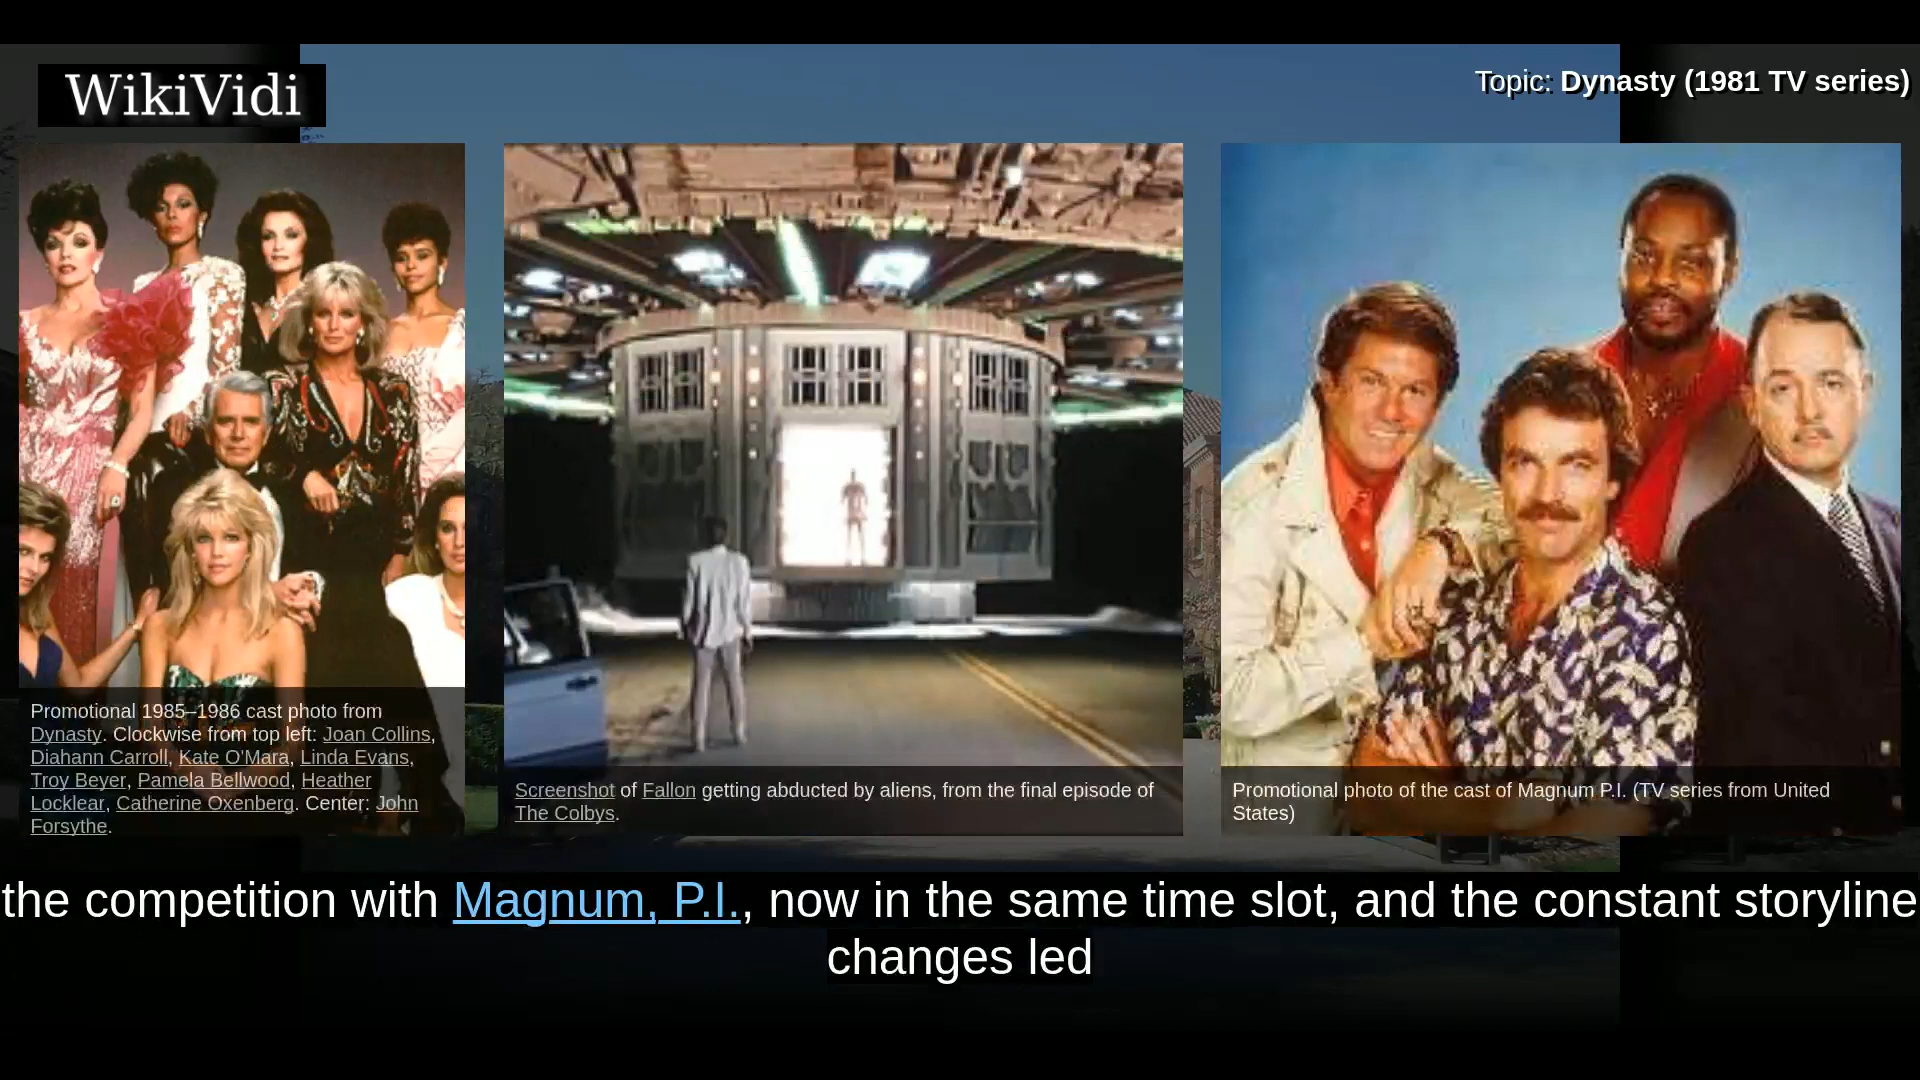 WikiVidi
Topic: Dynasty (1981 TV series)
Promotional 1985–1986 cast photo from
Dynasty. Clockwise from top left: Joan Collins,
Diahann Carroll, Kate O'Mara, Linda Evans,
Troy Beyer, Pamela Bellwood, Heather
Locklear, Catherine Oxenberg. Center: John
Forsythe.
Screenshot of Fallon getting abducted by aliens, from the final episode of
The Colbys.
Promotional photo of the cast of Magnum P.I. (TV series from United
States)
the competition with Magnum, P.I., now in the same time slot, and the constant storyline
changes led